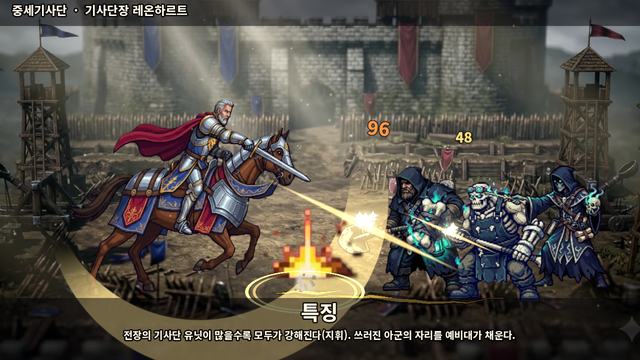 중세기사단 · 기사단장 레온하르트
96
48
특징
전장의 기사단 유닛이 많을수록 모두가 강해진다(지휘). 쓰러진 아군의 자리를 예비대가 채운다.